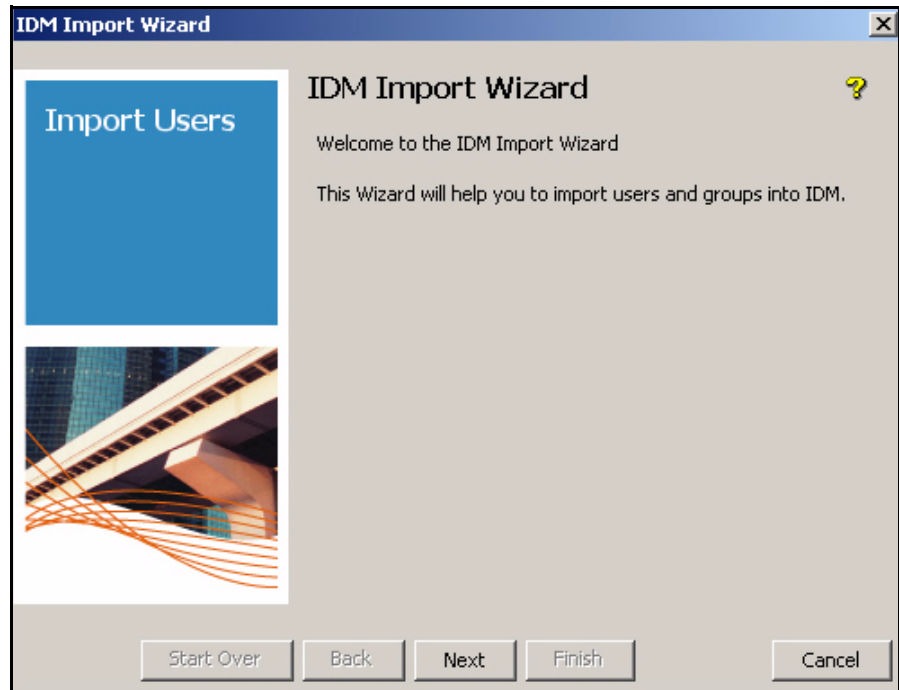 IDM Import Wizard
Import Users
IDM Import Wizard
Welcome to the IDM Import Wizard
This Wizard will help you to import users and groups into IDM.
Start Over
Back
Next
Finish
Cancel